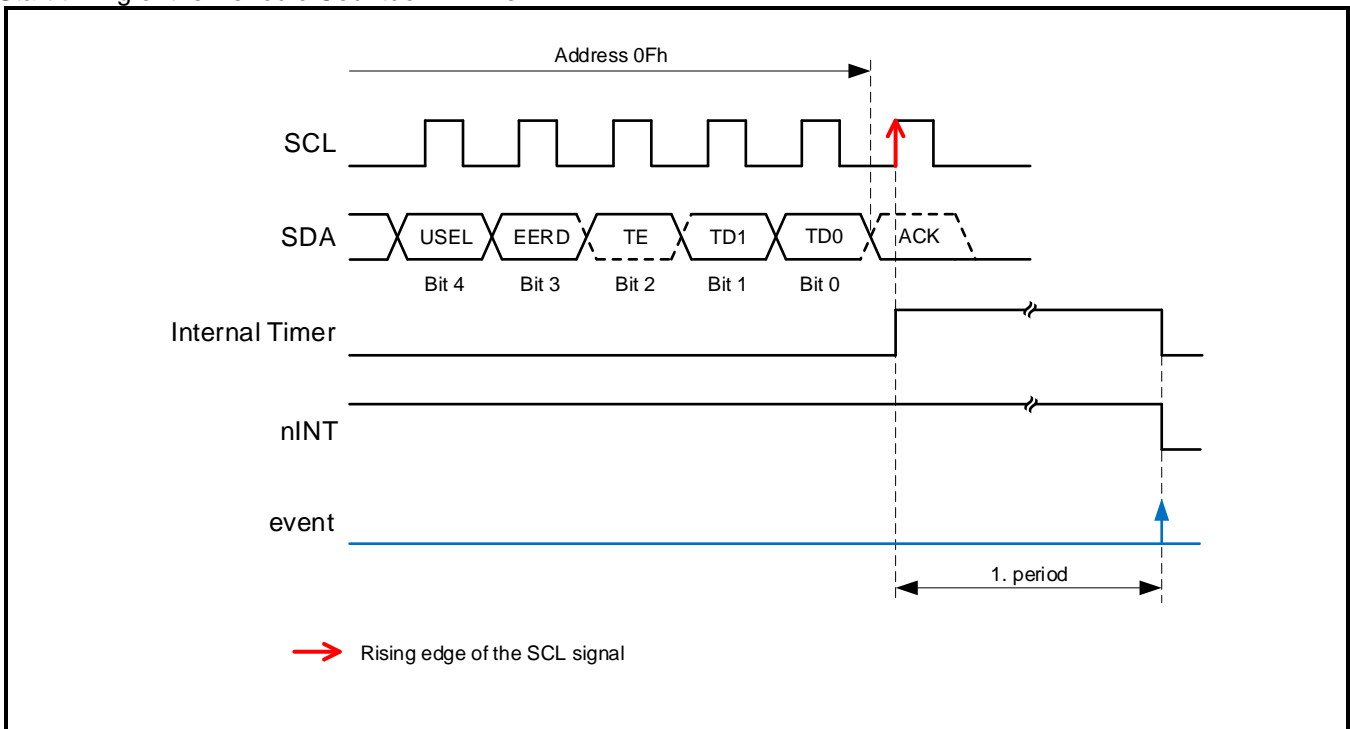 Address 0Fh
SCL
SDA
USEL EERD TE TD1 TD0 ACK
Bit 4 Bit 3 Bit 2 Bit 1 Bit 0
Internal Timer
nINT
event
1. period
Rising edge of the SCL signal